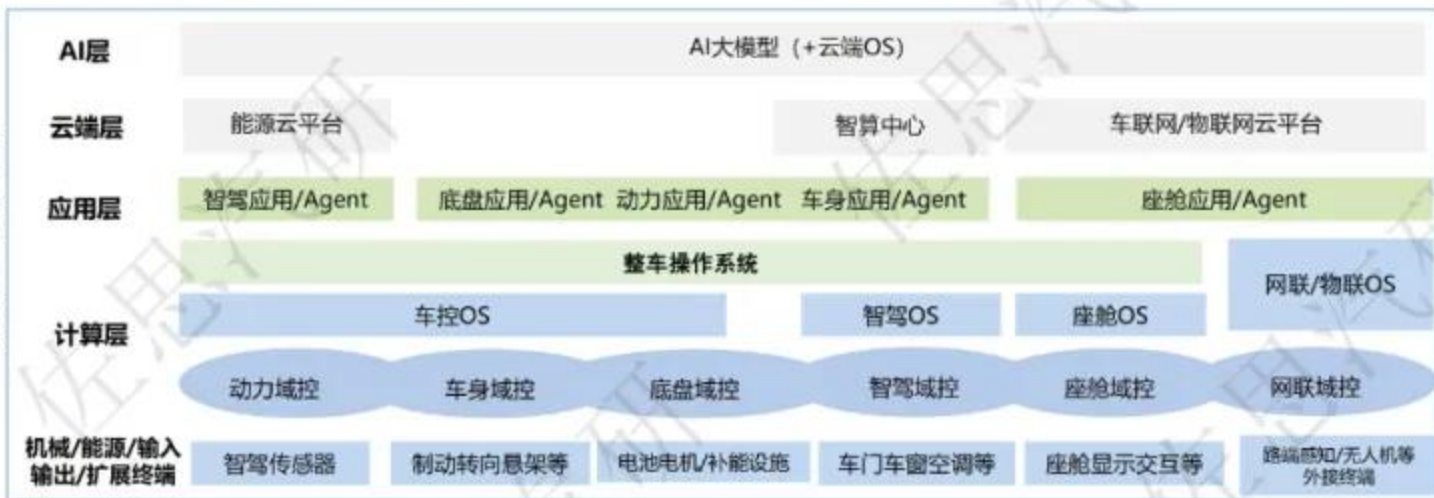 AI层
AI大模型（+云端OS）
云端层
能源云平台
智算中心
车联网/物联网云平台
应用层
智驾应用/Agent
底盘应用/Agent 动力应用/Agent 车身应用/Agent
座舱应用/Agent
计算层
整车操作系统
网联/物联OS
车控OS
智驾OS
座舱OS
动力域控
车身域控
底盘域控
智驾域控
座舱域控
网联域控
机械/能源/输入
输出/扩展终端
智驾传感器
制动转向悬架等
电池电机/补能设施
车门车窗空调等
座舱显示交互等
路端感知/无人机等
外接终端
佐思汽研